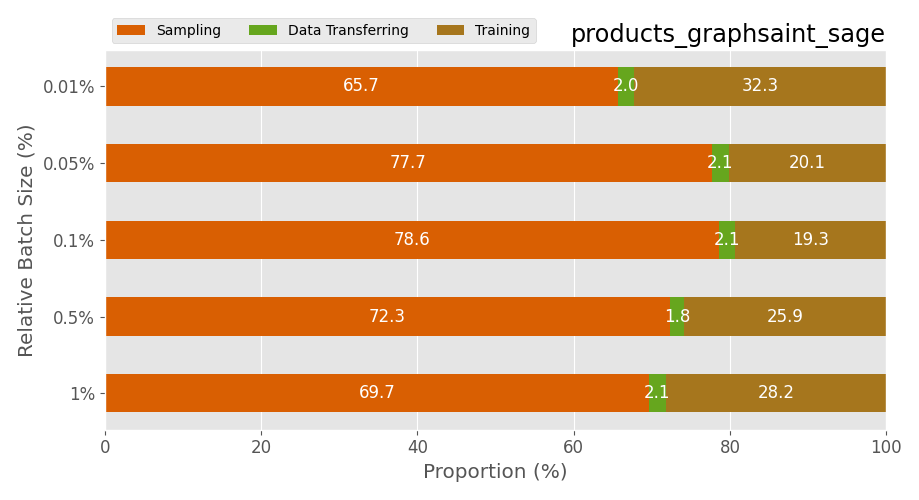 Sampling Data Transferring Training
products_graphsaint_sage
Relative Batch Size (%)
0.01% 65.7 2.0 32.3
0.05% 77.7 2.1 20.1
0.1% 78.6 2.1 19.3
0.5% 72.3 1.8 25.9
1% 69.7 2.1 28.2
0 20 40 60 80 100
Proportion (%)